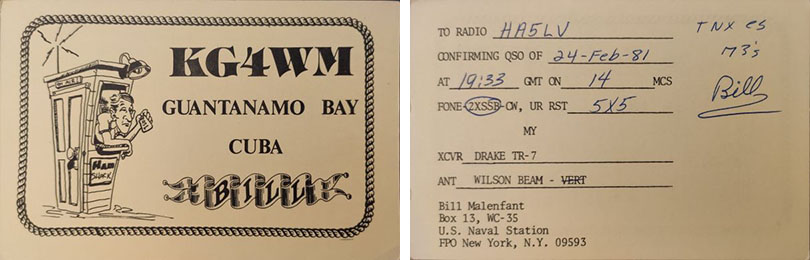 KG4WM
GUANTANAMO BAY
CUBA
BILL
HAM
SHACK
TO RADIO HA5LV
CONFIRMING QSO OF 24-Feb-81
AT 19:33 GMT ON 14 MCS
FONE-2XSSB-CW, UR RST 5X5
MY
XCVR DRAKE TR-7
ANT WILSON BEAM - VERT
Bill Malenfant
Box 13, WC-35
U.S. Naval Station
FPO New York, N.Y. 09593
TNX es
73's
Bill